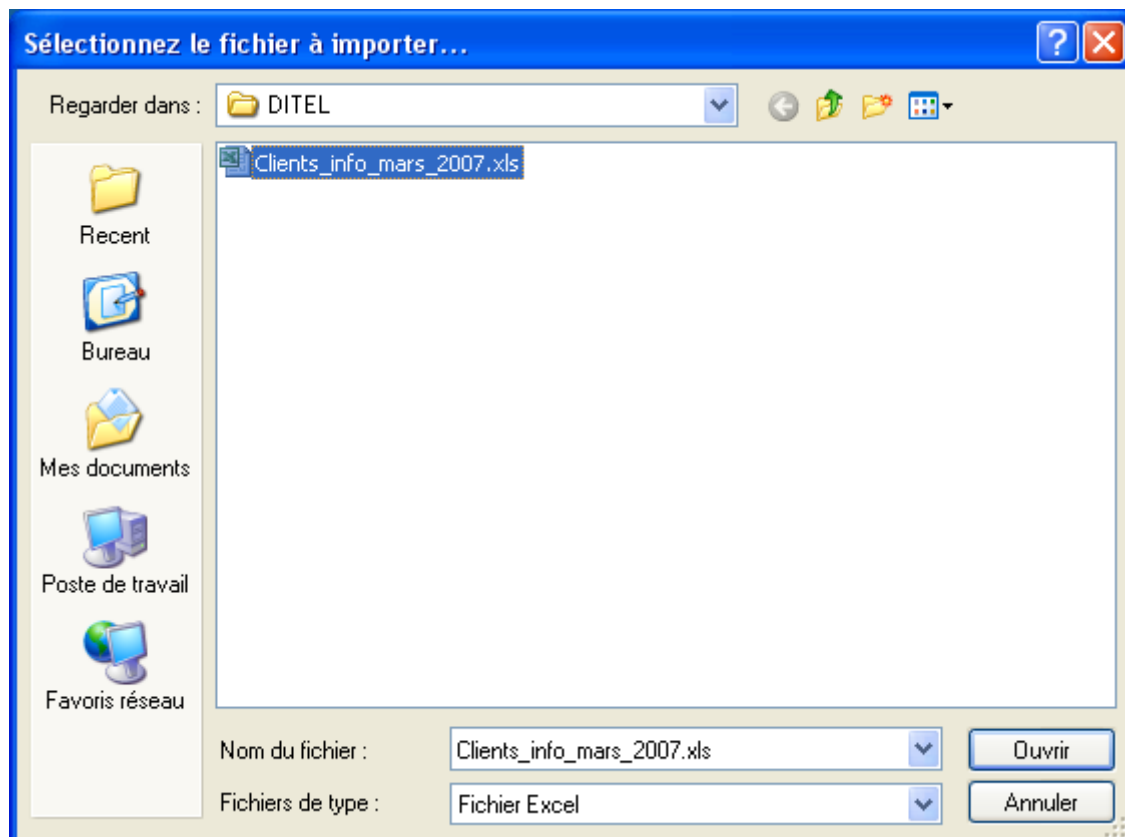 Sélectionnez le fichier à importer...
Regarder dans :
DITEL
Clients_info_mars_2007.xls
Recent
Bureau
Mes documents
Poste de travail
Favoris réseau
Nom du fichier :
Clients_info_mars_2007.xls
Ouvrir
Fichiers de type :
Fichier Excel
Annuler